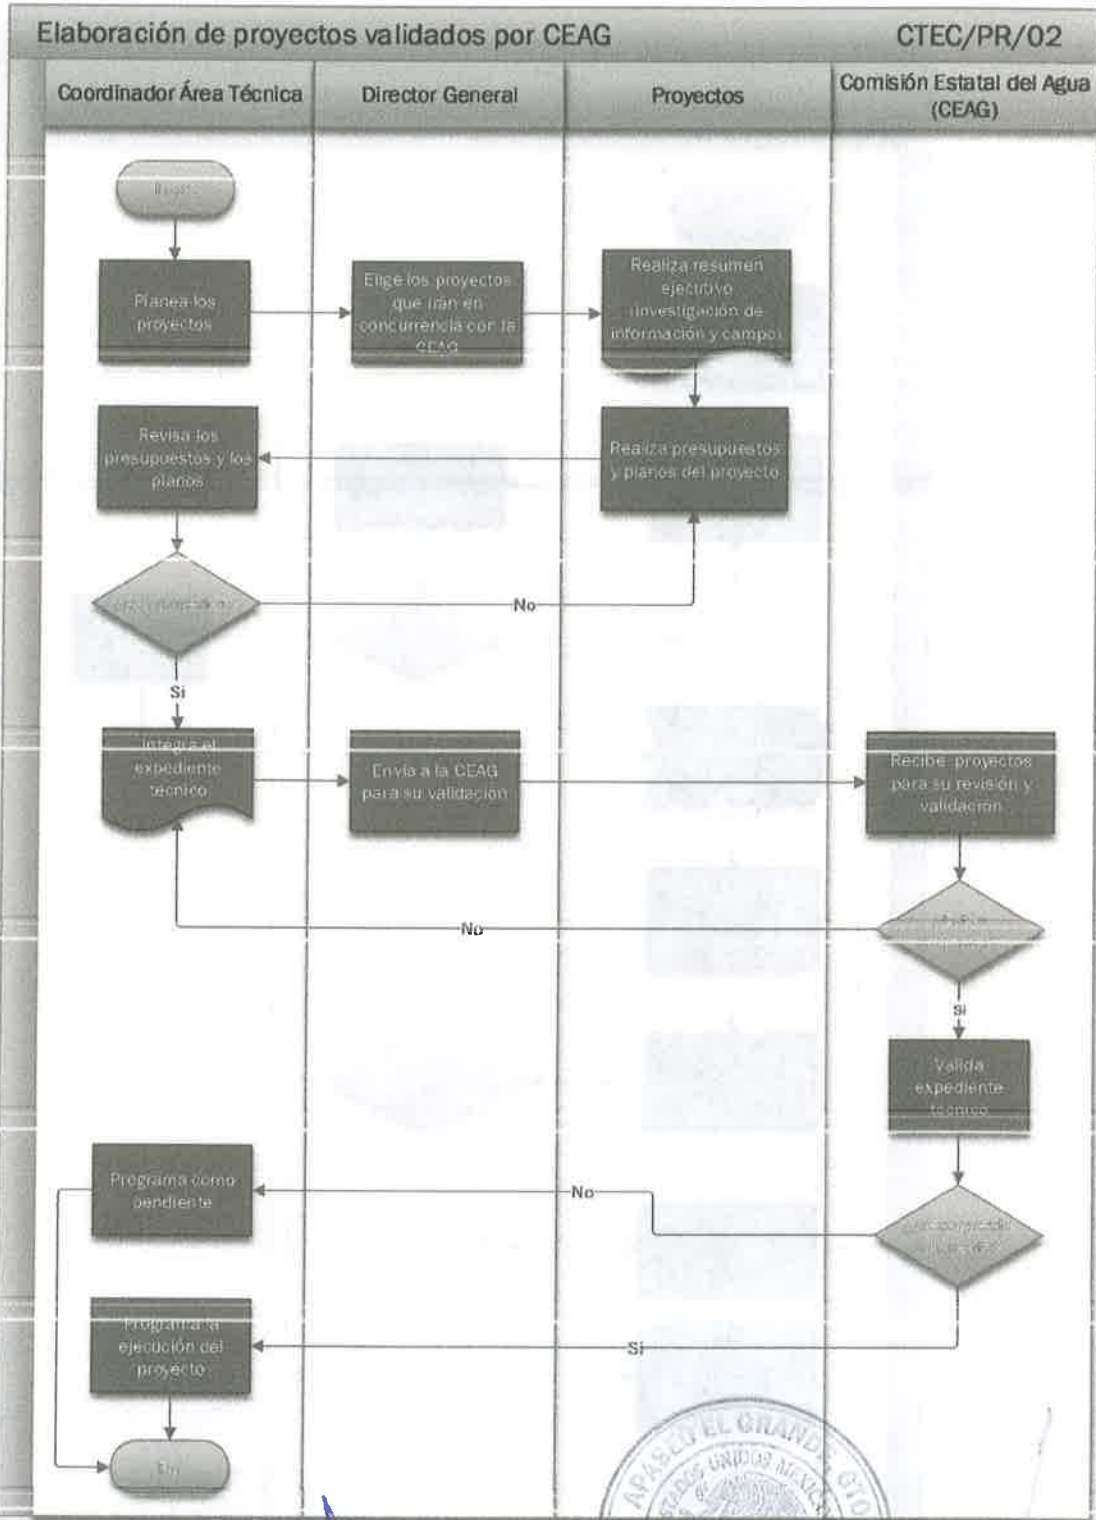 Elaboración de proyectos validados por CEAG
CTEC/PR/02
Coordinador Área Técnica
Director General
Proyectos
Comisión Estatal del Agua
(CEAG)
Planea los
proyectos
Elige los proyectos
que irán en
concurrencia con la
CEAG
Realiza resumen
ejecutivo
(investigación de
información y campo)
Revisa los
presupuestos y los
planos
Realiza presupuestos
y planos del proyecto
No
Si
Integra el
expediente
técnico
Envía a la CEAG
para su validación
Recibe proyectos
para su revisión y
validación
No
Si
Valida
expediente
técnico
Programa como
pendiente
No
Programa la
ejecución del
proyecto
Si
Fin
APASEO EL GRANDE, GTO
ESTADOS UNIDOS MEXICANOS